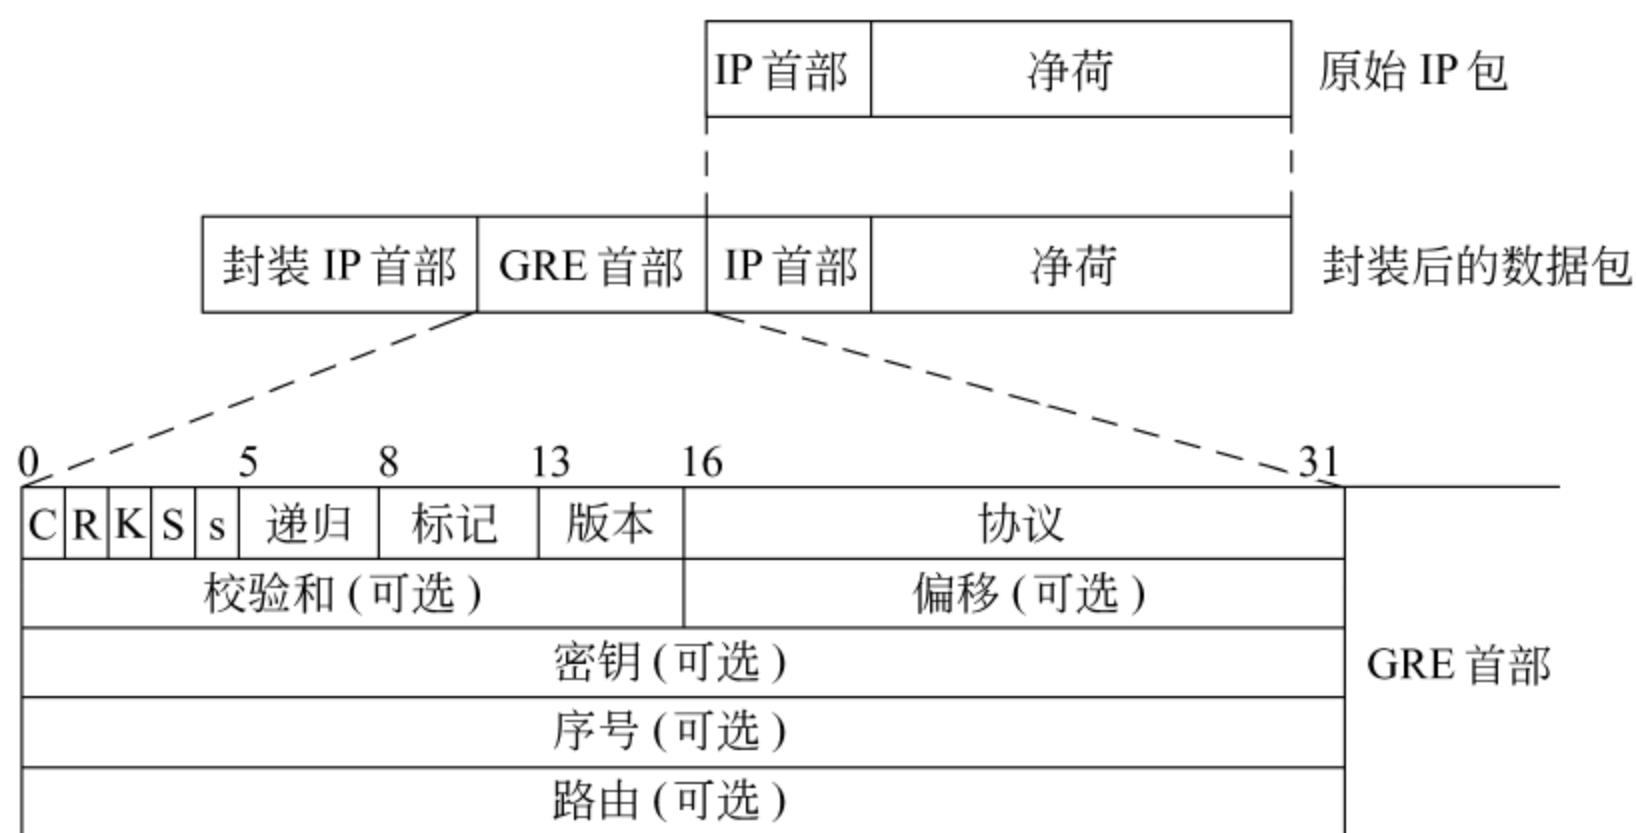 IP 首部 净荷 原始 IP 包
封装 IP 首部 GRE 首部 IP 首部 净荷 封装后的数据包
0 5 8 13 16 31
C R K S s 递归 标记 版本 协议
校验和 (可选) 偏移 (可选)
密钥 (可选)
GRE 首部
序号 (可选)
路由 (可选)